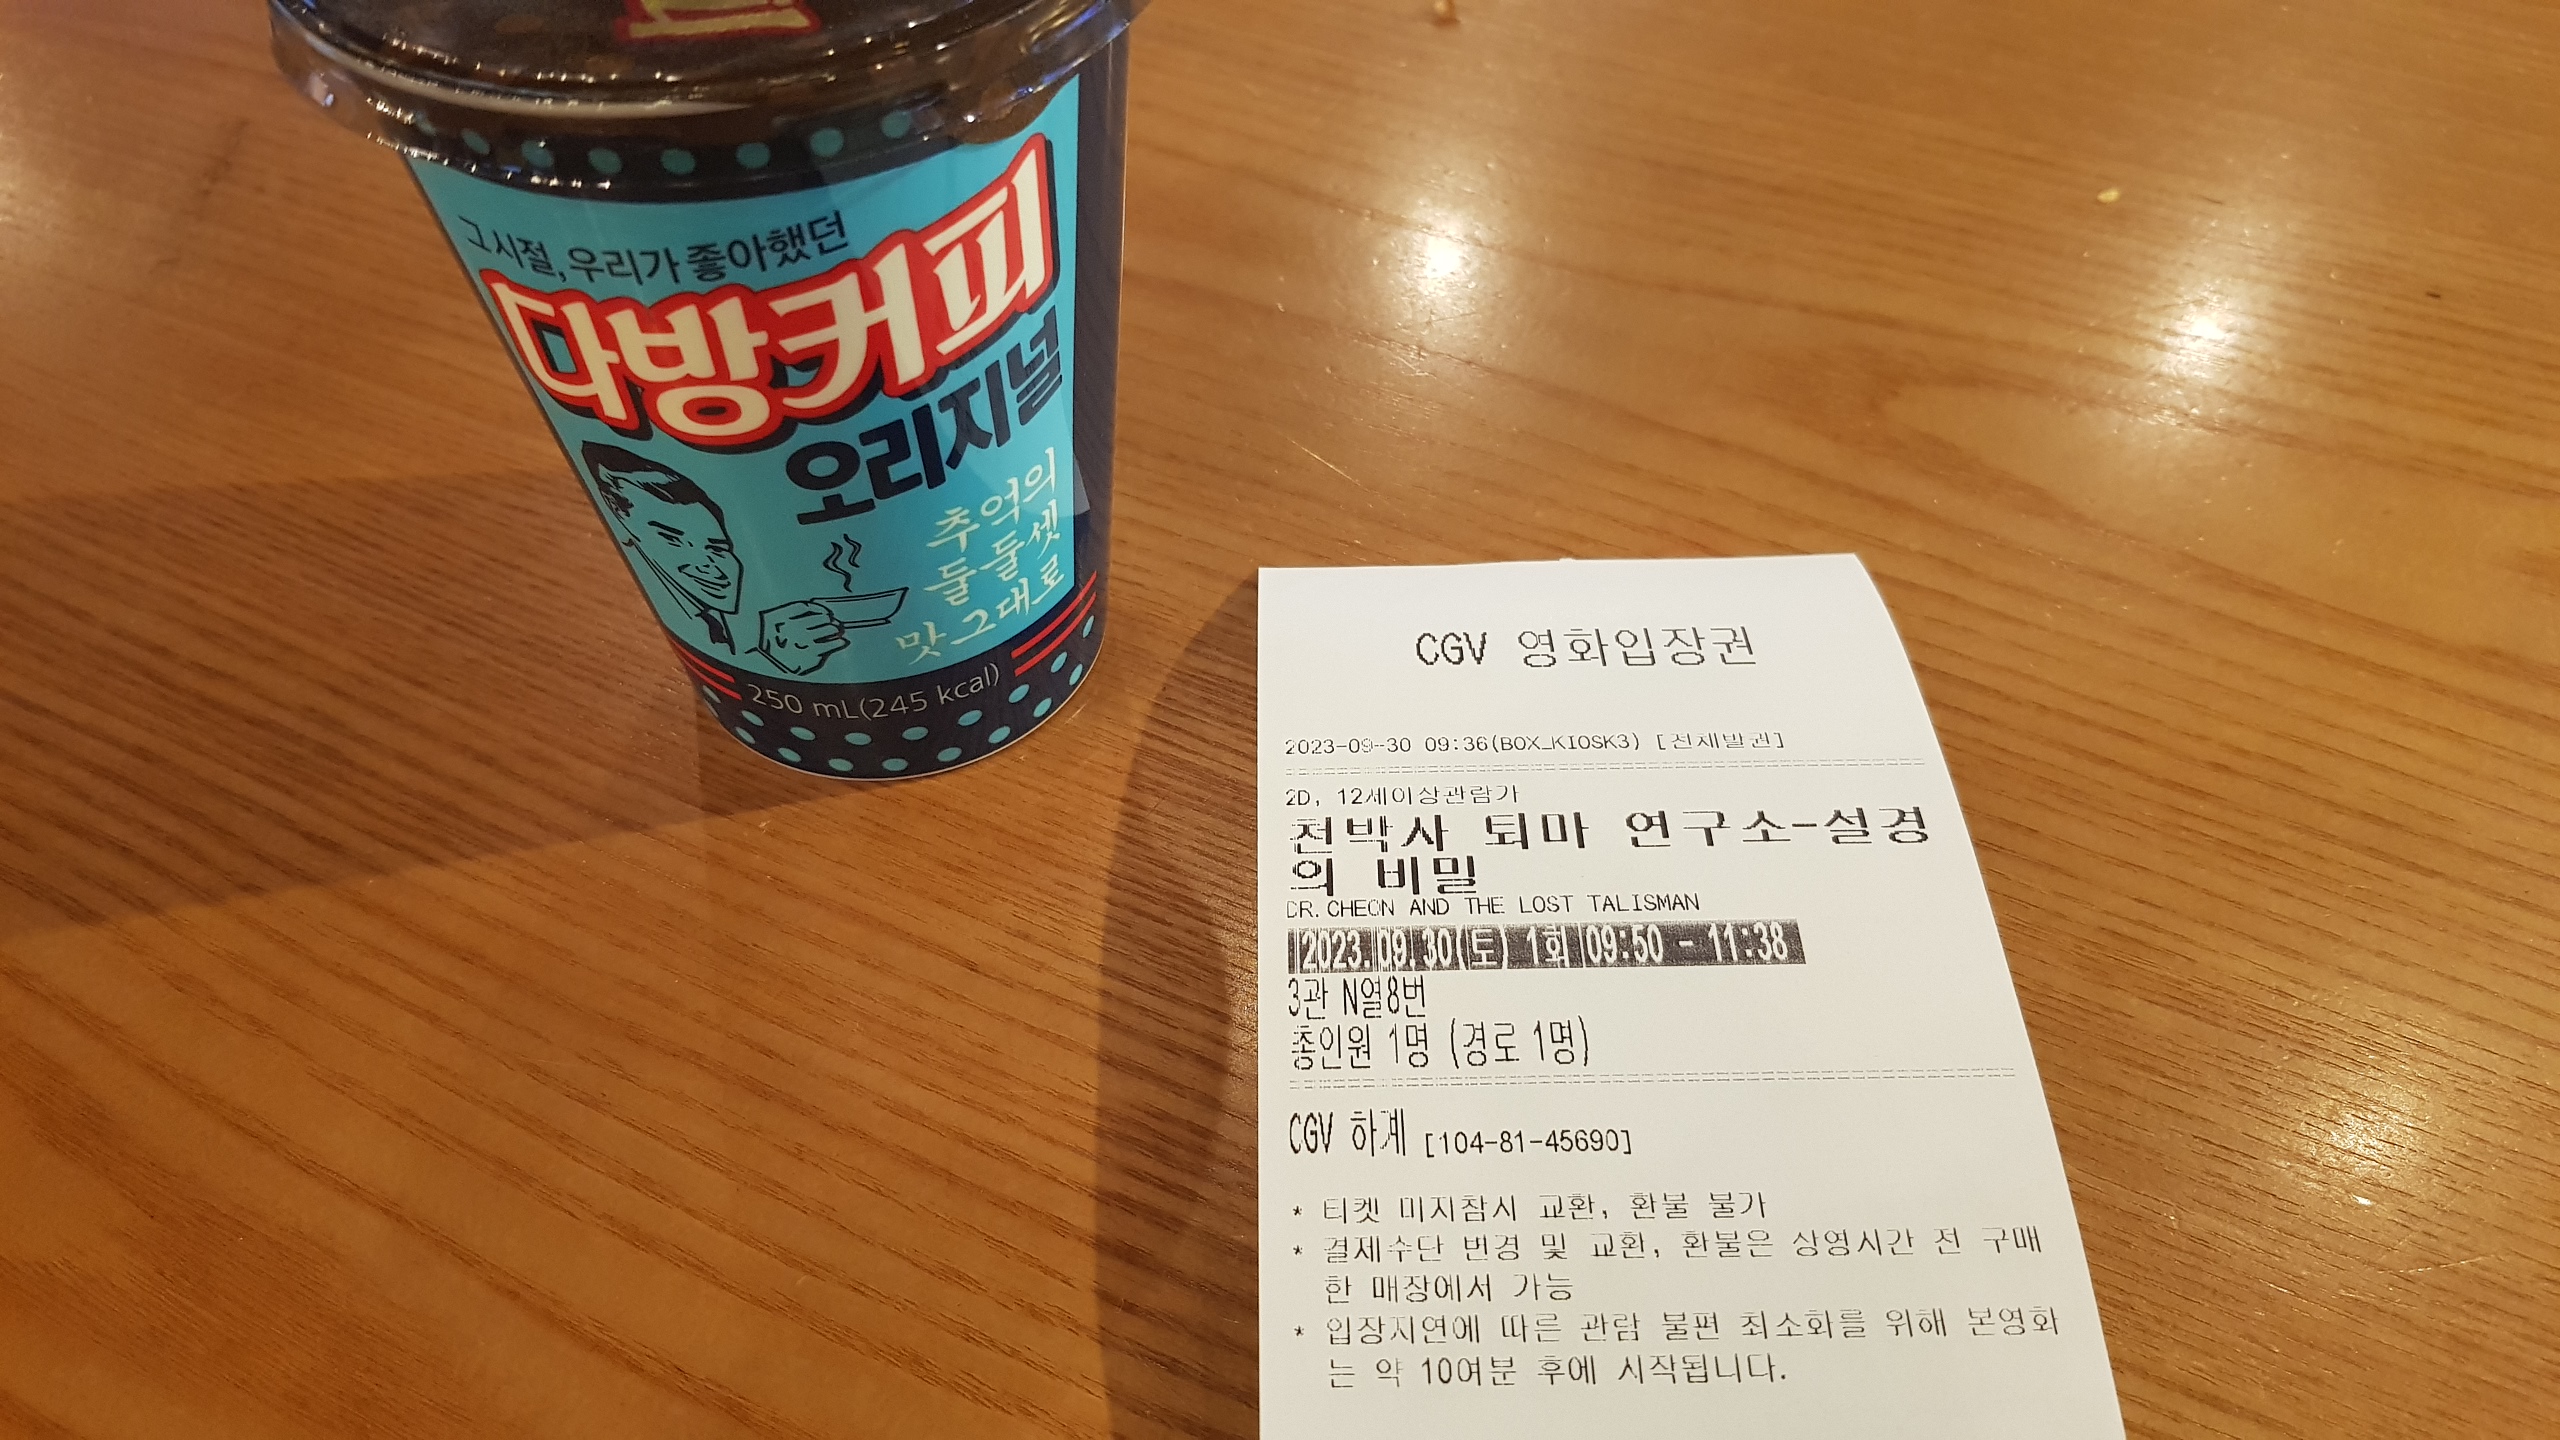 그시절, 우리가 좋아했던
다방커피
오리지널
추억의
둘둘셋
맛 그대로
250 mL(245 kcal)
CGV 영화입장권
2023-09-30 09:36(BOX_KIOSK3) [전체발권]
2D, 12세이상관람가
천박사 퇴마 연구소-설경
의 비밀
DR.CHEON AND THE LOST TALISMAN
2023.09.30(토) 1회 09:50 - 11:38
3관 N열8번
총인원 1명 (경로 1명)
CGV 하계 [104-81-45690]
* 티켓 미지참시 교환, 환불 불가
* 결제수단 변경 및 교환, 환불은 상영시간 전 구매
한 매장에서 가능
* 입장지연에 따른 관람 불편 최소화를 위해 본영화
는 약 10여분 후에 시작됩니다.